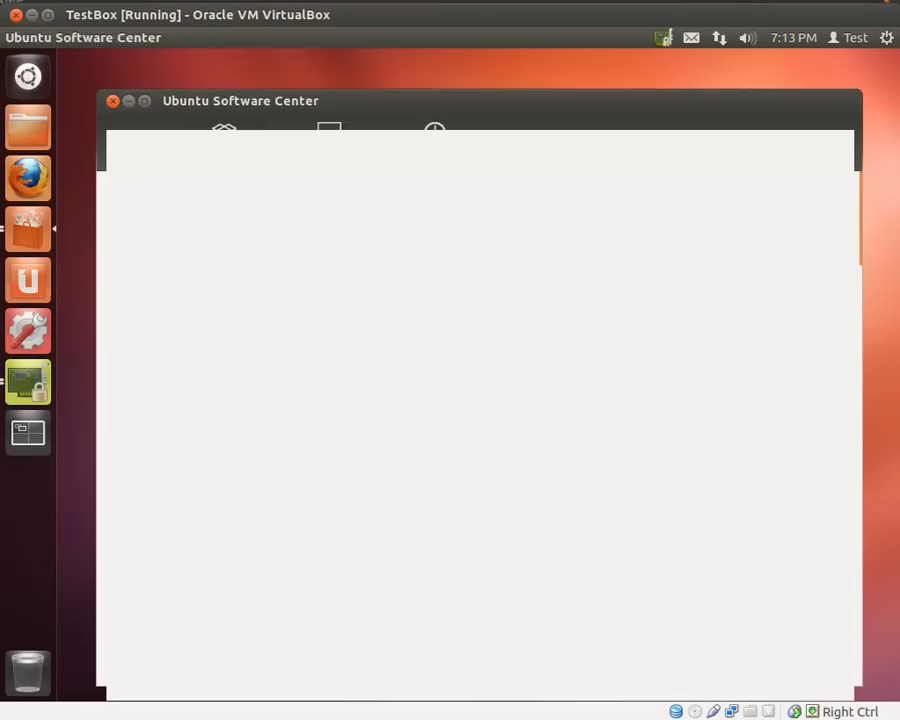 TestBox [Running] - Oracle VM VirtualBox
Ubuntu Software Center
7:13 PM
Test
Ubuntu Software Center
Right Ctrl